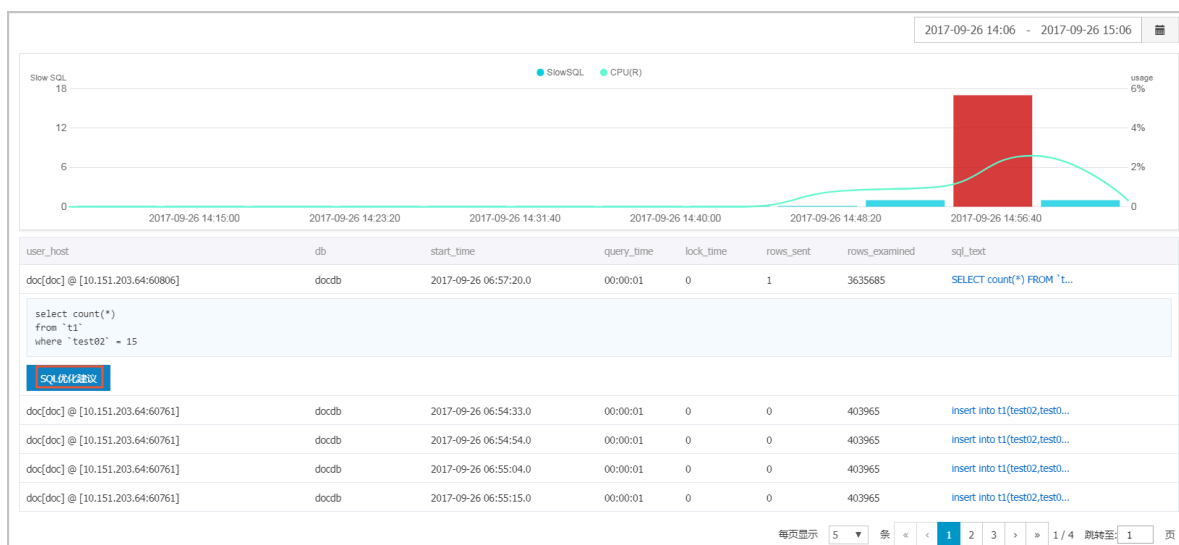 2017-09-26 14:06 - 2017-09-26 15:06
SlowSQL CPU(R)
Slow SQL usage
18 6%
12 4%
6 2%
0 0
2017-09-26 14:15:00 2017-09-26 14:23:20 2017-09-26 14:31:40 2017-09-26 14:40:00 2017-09-26 14:48:20 2017-09-26 14:56:40
user_host db start_time query_time lock_time rows_sent rows_examined sql_text
doc[doc] @ [10.151.203.64:60806] docdb 2017-09-26 06:57:20.0 00:00:01 0 1 3635685 SELECT count(*) FROM `t...
select count(*)
from `t1`
where `test02` = 15
SQL优化建议
doc[doc] @ [10.151.203.64:60761] docdb 2017-09-26 06:54:33.0 00:00:01 0 0 403965 insert into t1(test02,test0...
doc[doc] @ [10.151.203.64:60761] docdb 2017-09-26 06:54:54.0 00:00:01 0 0 403965 insert into t1(test02,test0...
doc[doc] @ [10.151.203.64:60761] docdb 2017-09-26 06:55:04.0 00:00:01 0 0 403965 insert into t1(test02,test0...
doc[doc] @ [10.151.203.64:60761] docdb 2017-09-26 06:55:15.0 00:00:01 0 0 403965 insert into t1(test02,test0...
每页显示 5 条 « ‹ 1 2 3 › » 1 / 4 跳转至: 1 页